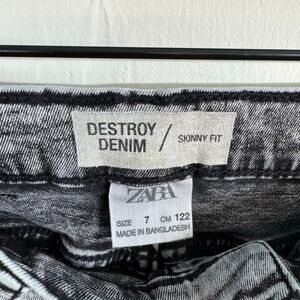 DESTROY
DENIM / SKINNY FIT
ZARA
SIZE 7 CM 122
MADE IN BANGLADESH